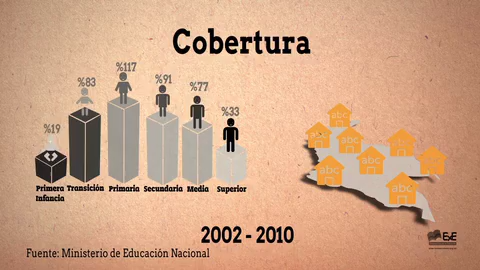 Cobertura
%19
%83
%117
%91
%77
%33
Primera
Infancia
Transición
Primaria
Secundaria
Media
Superior
abc
abc
abc
abc
abc
abc
2002 - 2010
Fuente: Ministerio de Educación Nacional
EsE